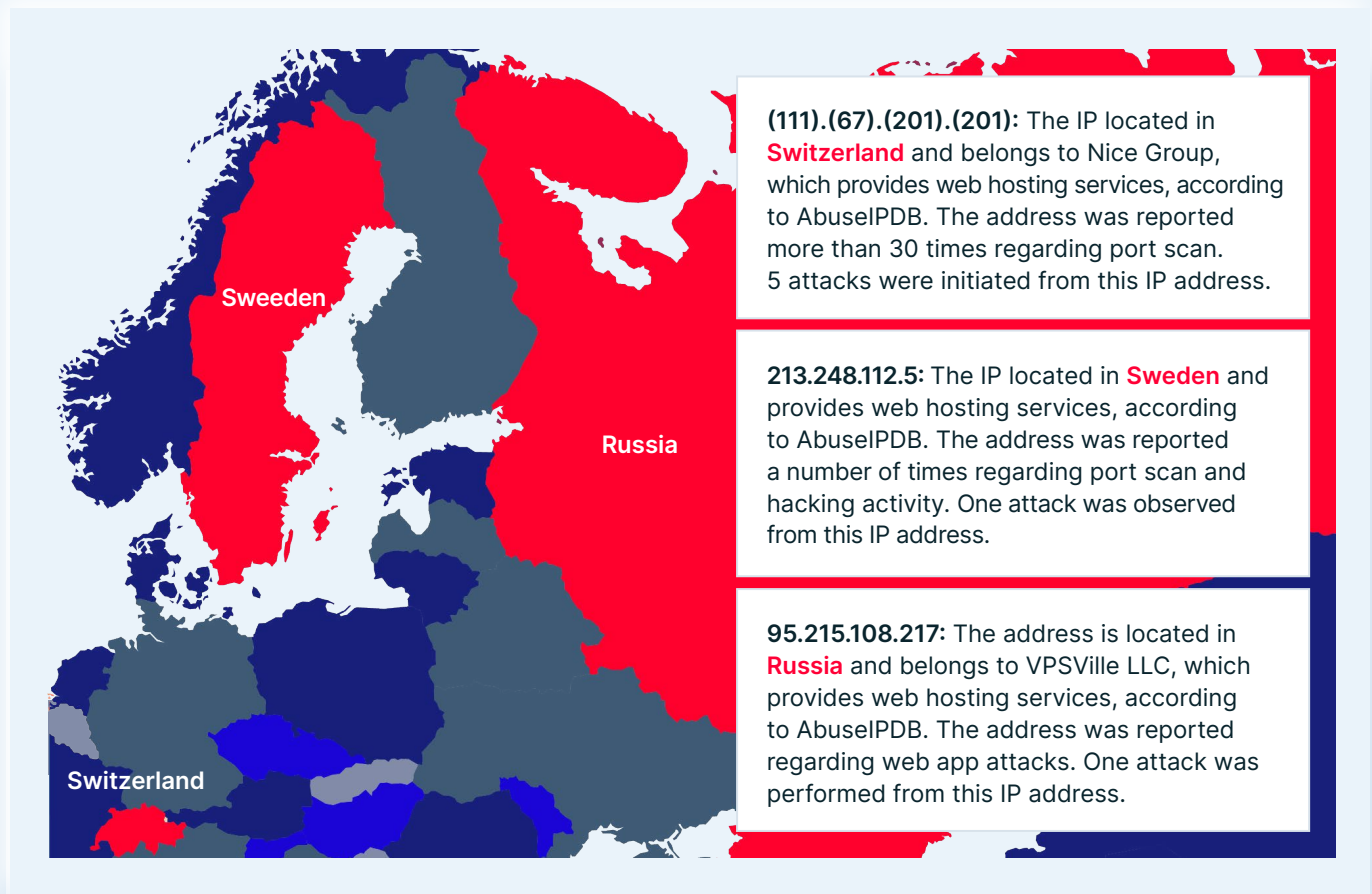 (111).(67).(201).(201): The IP located in
Switzerland and belongs to Nice Group,
which provides web hosting services, according
to AbuseIPDB. The address was reported
more than 30 times regarding port scan.
5 attacks were initiated from this IP address.
Sweeden
213.248.112.5: The IP located in Sweden and
provides web hosting services, according
to AbuseIPDB. The address was reported
a number of times regarding port scan and
hacking activity. One attack was observed
from this IP address.
Russia
95.215.108.217: The address is located in
Russia and belongs to VPSVille LLC, which
provides web hosting services, according
to AbuseIPDB. The address was reported
regarding web app attacks. One attack was
performed from this IP address.
Switzerland